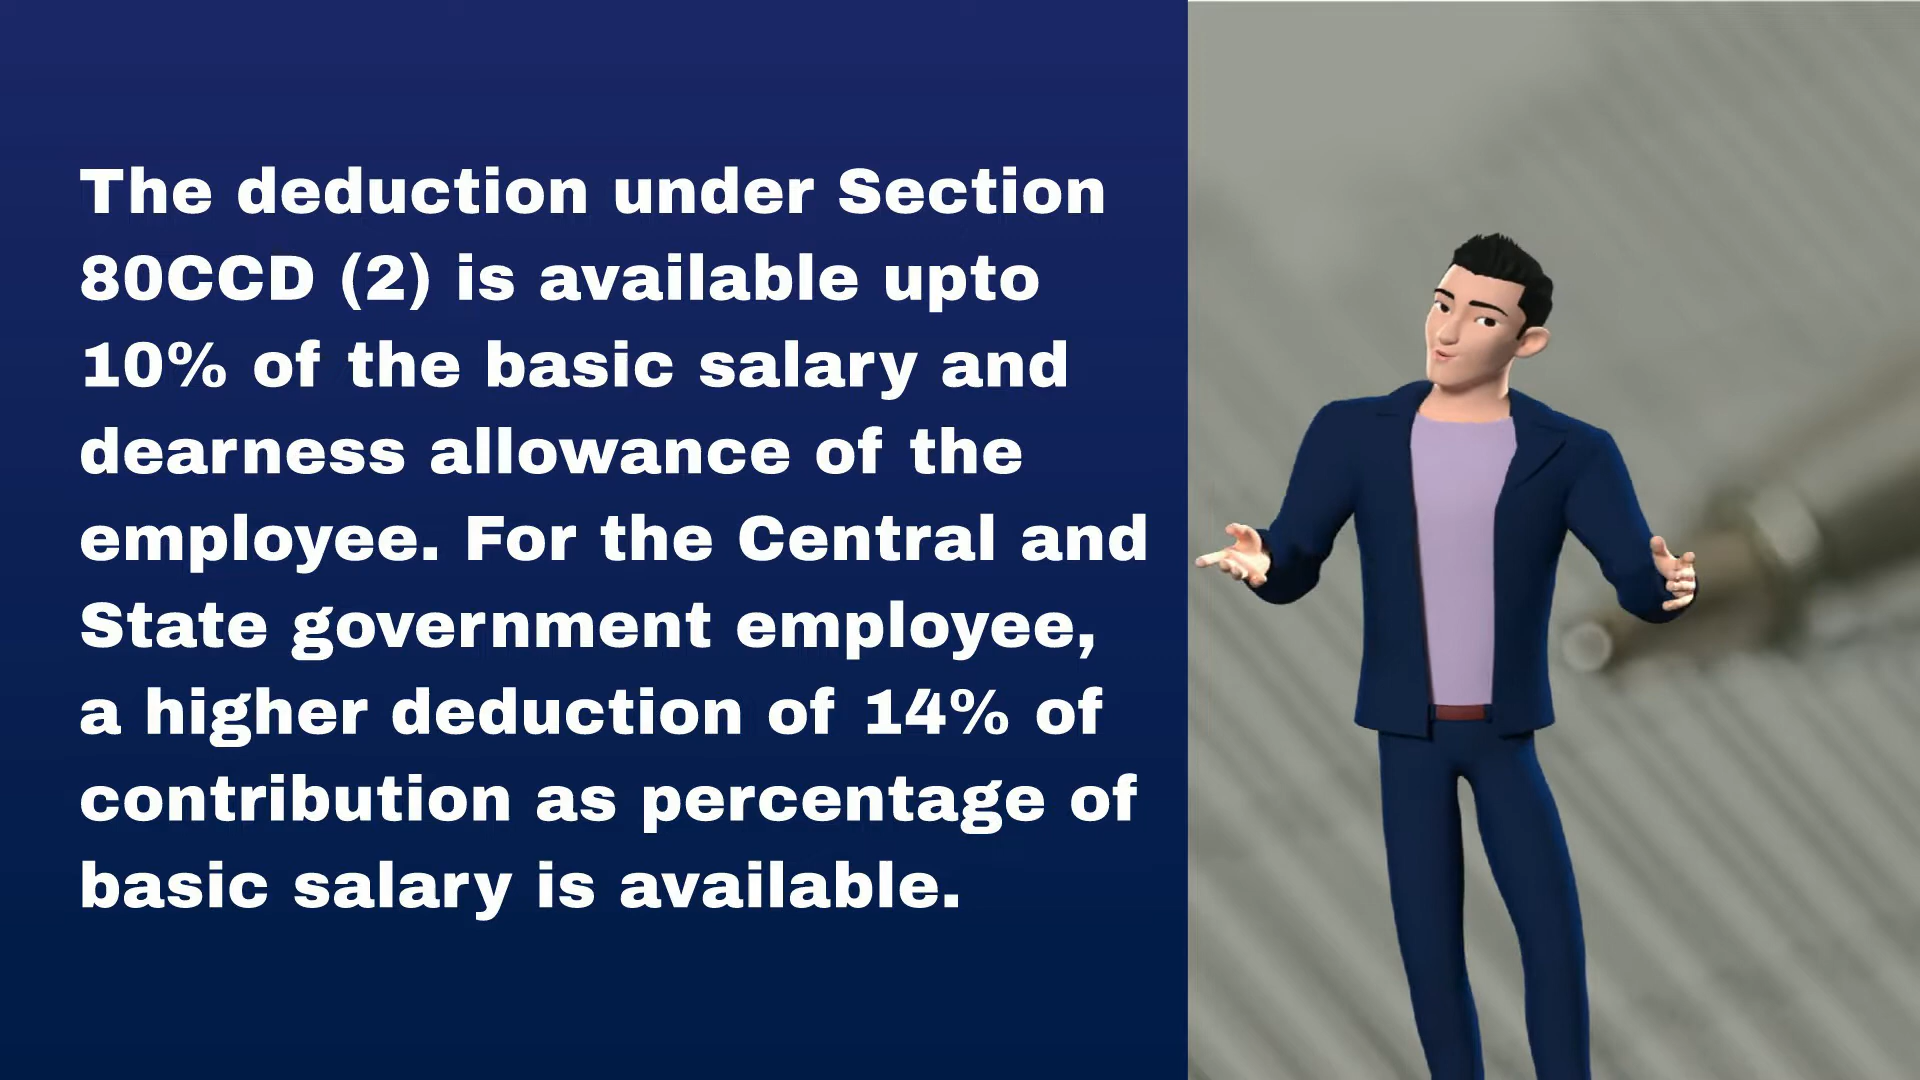 The deduction under Section
80CCD (2) is available upto
10% of the basic salary and
dearness allowance of the
employee. For the Central and
State government employee,
a higher deduction of 14% of
contribution as percentage of
basic salary is available.